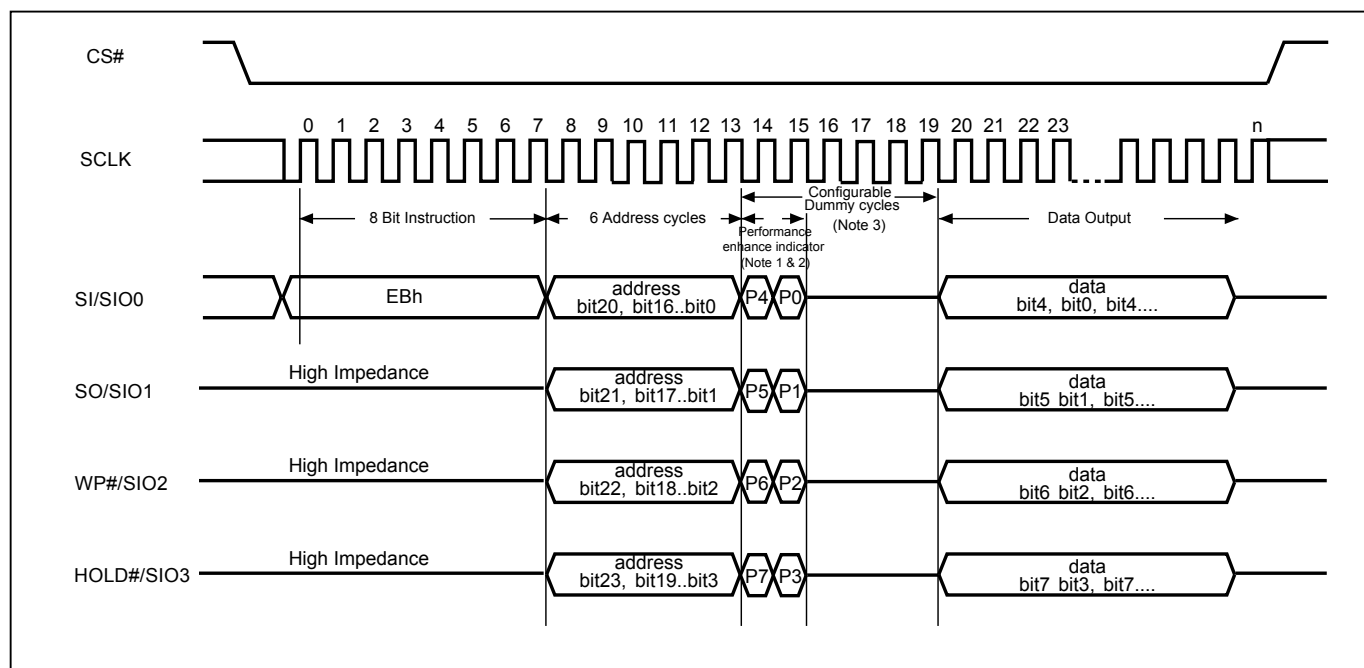 CS#
0 1 2 3 4 5 6 7 8 9 10 11 12 13 14 15 16 17 18 19 20 21 22 23 n
SCLK
Configurable
Dummy cycles
(Note 3)
8 Bit Instruction
6 Address cycles
Performance
enhance indicator
(Note 1 & 2)
Data Output
SI/SIO0
EBh
address
bit20, bit16..bit0
P4 P0
data
bit4, bit0, bit4....
SO/SIO1
High Impedance
address
bit21, bit17..bit1
P5 P1
data
bit5 bit1, bit5....
WP#/SIO2
High Impedance
address
bit22, bit18..bit2
P6 P2
data
bit6 bit2, bit6....
HOLD#/SIO3
High Impedance
address
bit23, bit19..bit3
P7 P3
data
bit7 bit3, bit7....